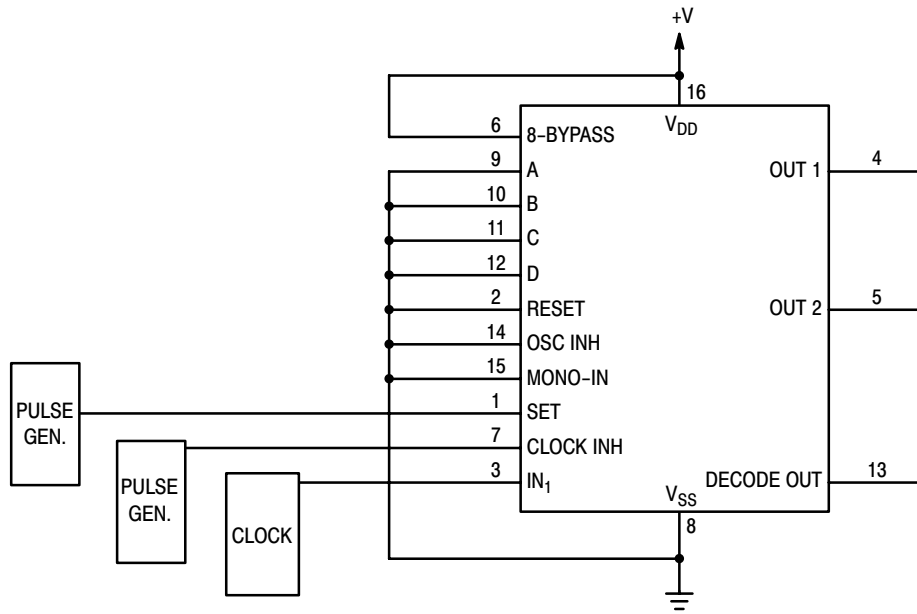 +V
16
VDD
6
8-BYPASS
9
A
OUT 1
4
10
B
11
C
12
D
2
RESET
OUT 2
5
14
OSC INH
15
MONO-IN
PULSE
GEN.
1
SET
7
CLOCK INH
PULSE
GEN.
3
IN1
DECODE OUT
13
CLOCK
VSS
8